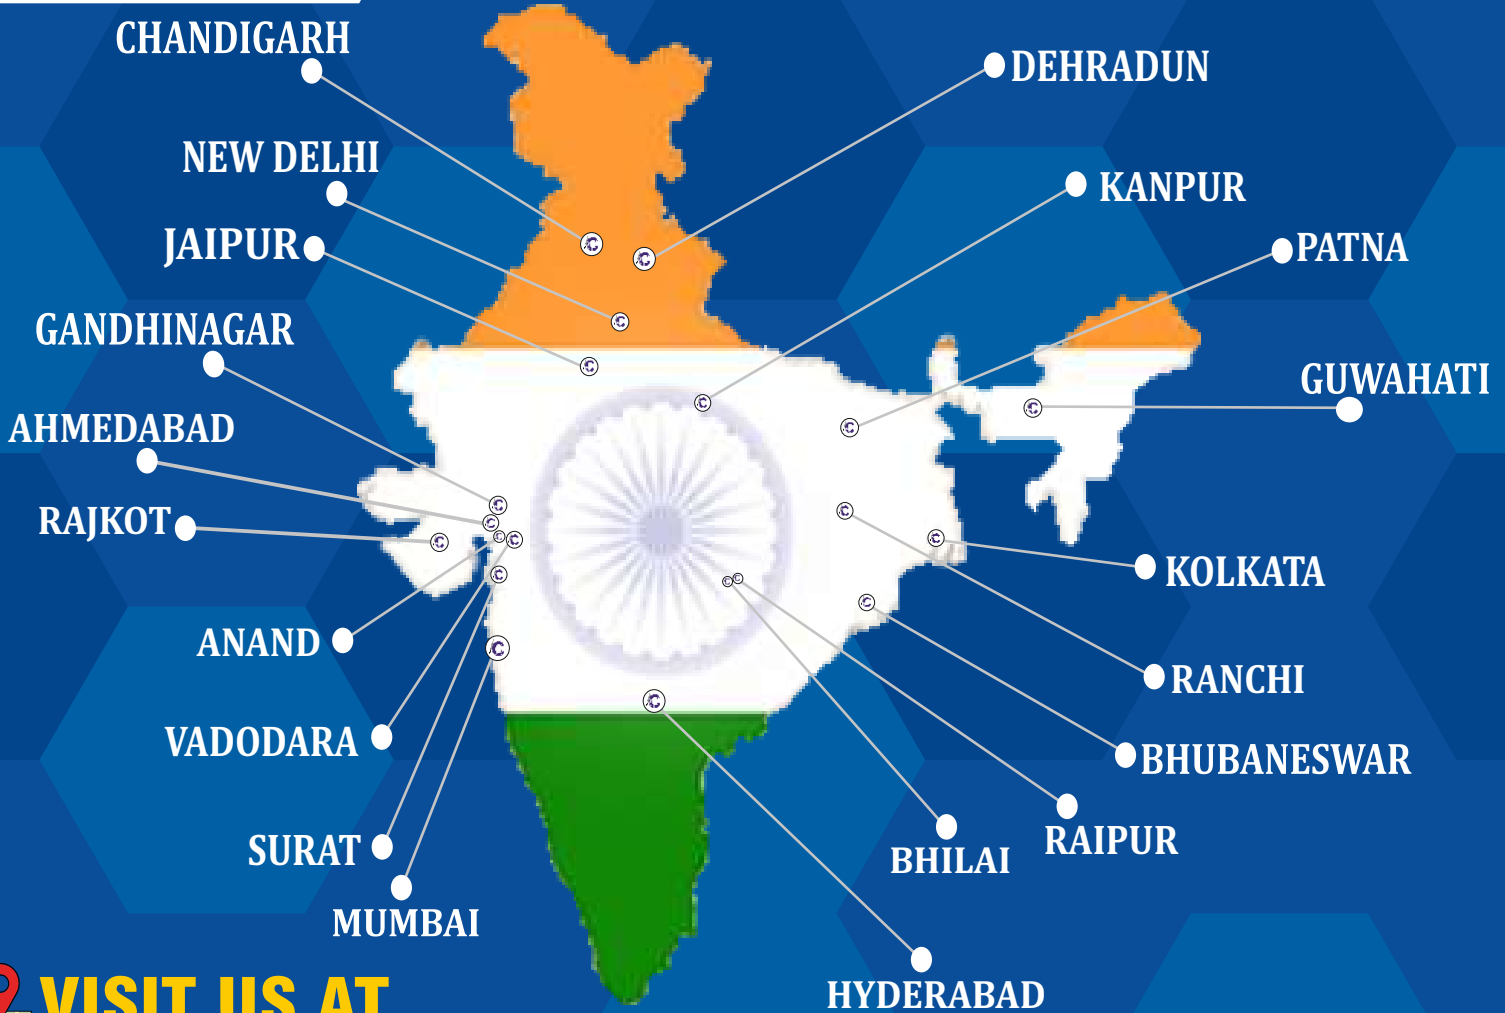 CHANDIGARH
DEHRADUN
NEW DELHI
KANPUR
JAIPUR
PATNA
GANDHINAGAR
GUWAHATI
AHMEDABAD
RAJKOT
KOLKATA
ANAND
RANCHI
VADODARA
BHUBANESWAR
SURAT
RAIPUR
BHILAI
MUMBAI
HYDERABAD
VISIT US AT